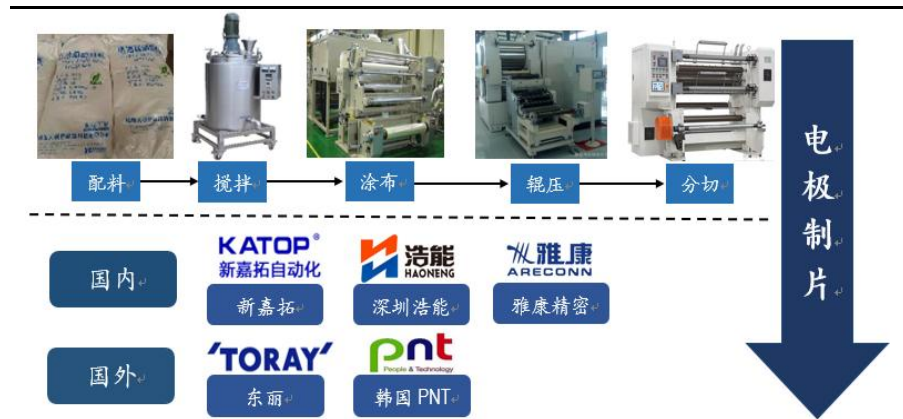 配料
搅拌
涂布
辊压
分切
电极制片
国内
KATOP®
新嘉拓自动化
浩能
HAONENG
雅康
ARECONN
新嘉拓
深圳浩能
雅康精密
国外
'TORAY'
pnt
People & Technology
东丽
韩国 PNT